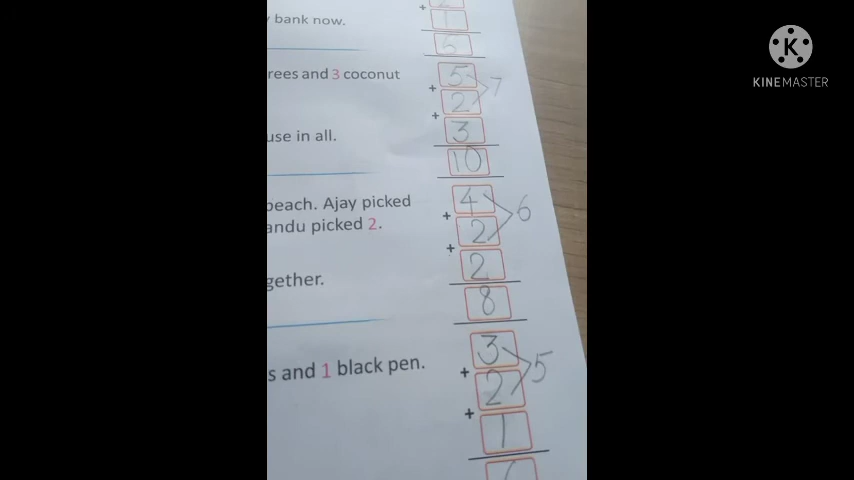 bank now.
+
1
5
rees and 3 coconut
5
+ 2 7
+ 3
use in all.
10
beach. Ajay picked
4
+ 2 6
andu picked 2.
+ 2
gether.
8
3
s and 1 black pen.
+ 2 5
+ 1
K
KINEMASTER